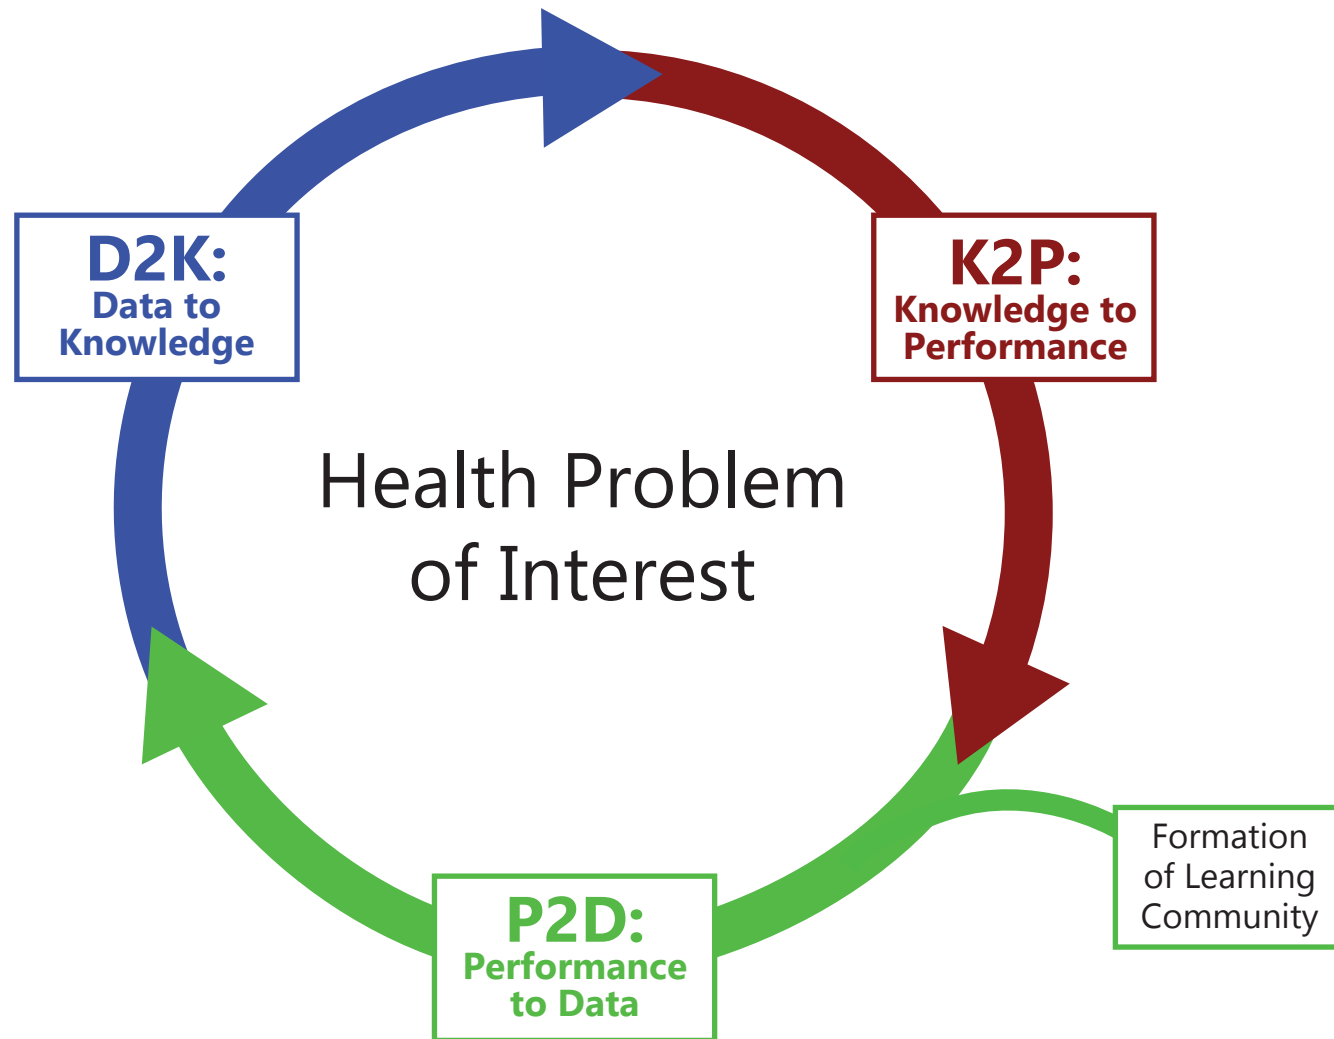 D2K:
Data to
Knowledge
K2P:
Knowledge to
Performance
Health Problem
of Interest
Formation
of Learning
Community
P2D:
Performance
to Data